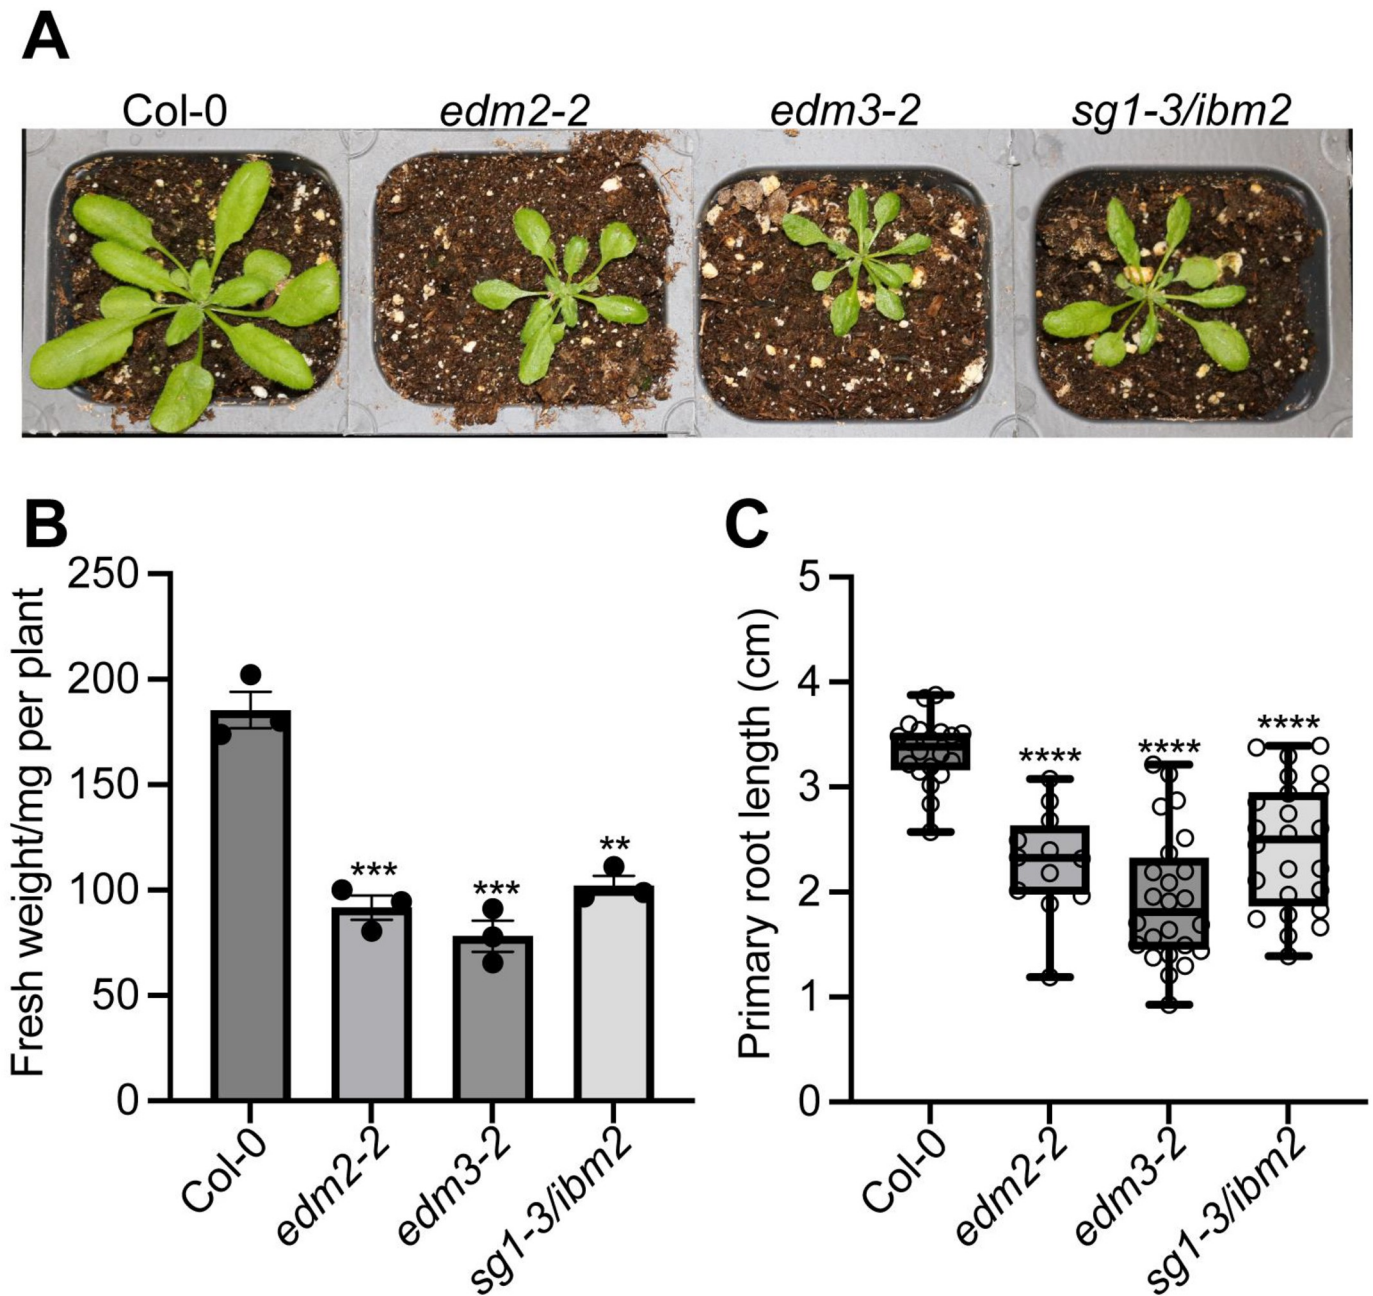 A
Col-0 edm2-2 edm3-2 sg1-3/ibm2
B
Fresh weight/mg per plant
250
200
150
100
50
0
***
***
**
Col-0
edm2-2
edm3-2
sg1-3/ibm2
C
Primary root length (cm)
5
4
3
2
1
0
****
****
****
Col-0
edm2-2
edm3-2
sg1-3/ibm2